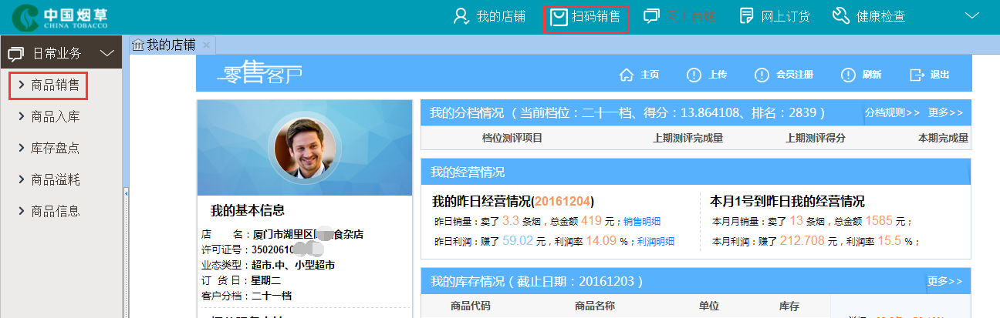 中国烟草
CHINA TOBACCO
我的店铺
扫码销售
网上订货
健康检查
日常业务
商品销售
商品入库
库存盘点
商品溢耗
商品信息
我的店铺
零售客户
主页
上传
会员注册
刷新
退出
我的基本信息
店 名：厦门市湖里区 食杂店
许可证号：35020610
业态类型：超市.中、小型超市
订 货 日：星期二
客户分档：二十一档
我的分档情况（当前档位：二十一档、得分：13.864108、排名：2839）
分档规则>> 更多>>
档位测评项目 上期测评完成量 上期测评得分 本期完成量
我的经营情况
我的昨日经营情况(20161204)
昨日销量：卖了 3.3 条烟，总金额 419 元；销售明细
昨日利润：赚了 59.02 元，利润率 14.09 %；利润明细
本月1号到昨日我的经营情况
本月月销量：卖了 13 条烟，总金额 1585 元；
本月利润：赚了 212.708 元，利润率 15.5 %；
我的库存情况（截止日期：20161203）
更多>>
商品代码 商品名称 单位 库存